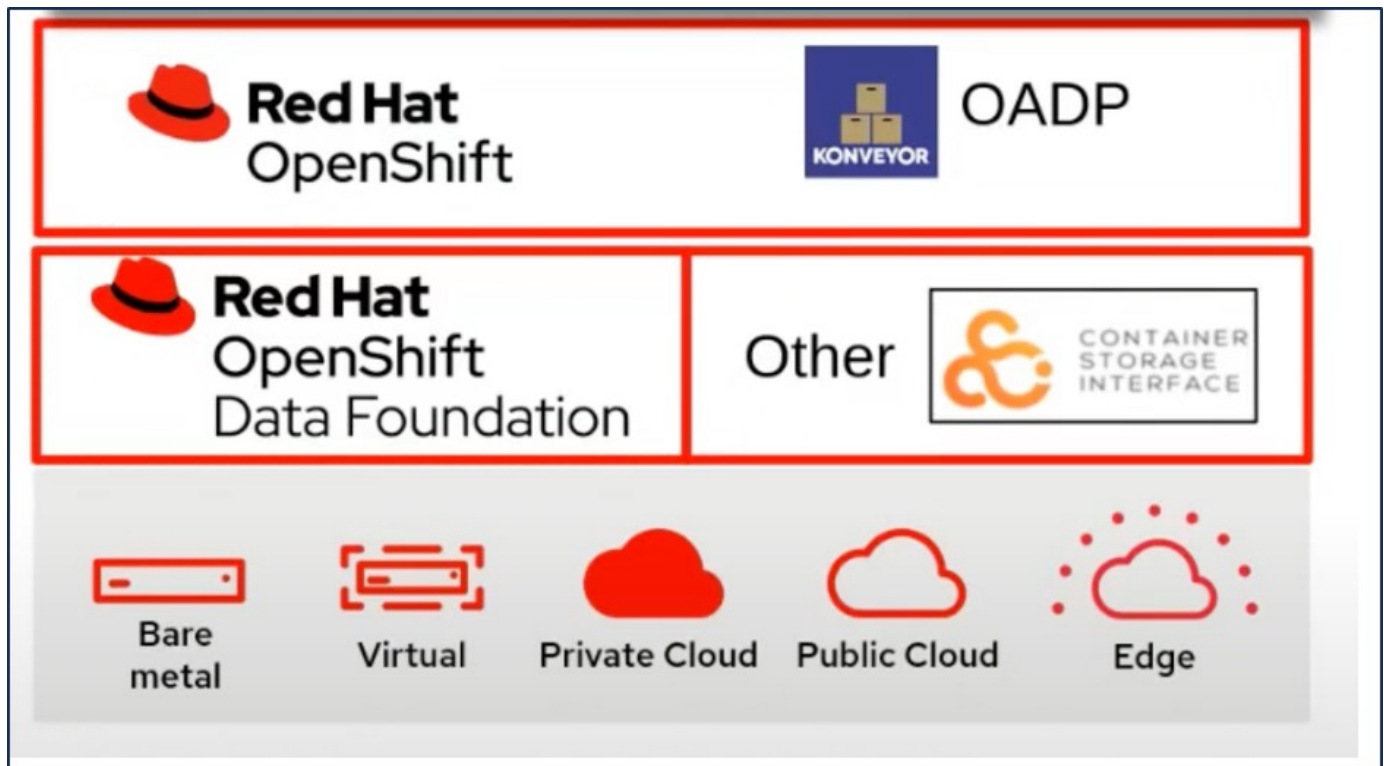 Red Hat
OpenShift
KONVEYOR
OADP
Red Hat
OpenShift
Data Foundation
Other
CONTAINER
STORAGE
INTERFACE
Bare
metal
Virtual
Private Cloud
Public Cloud
Edge